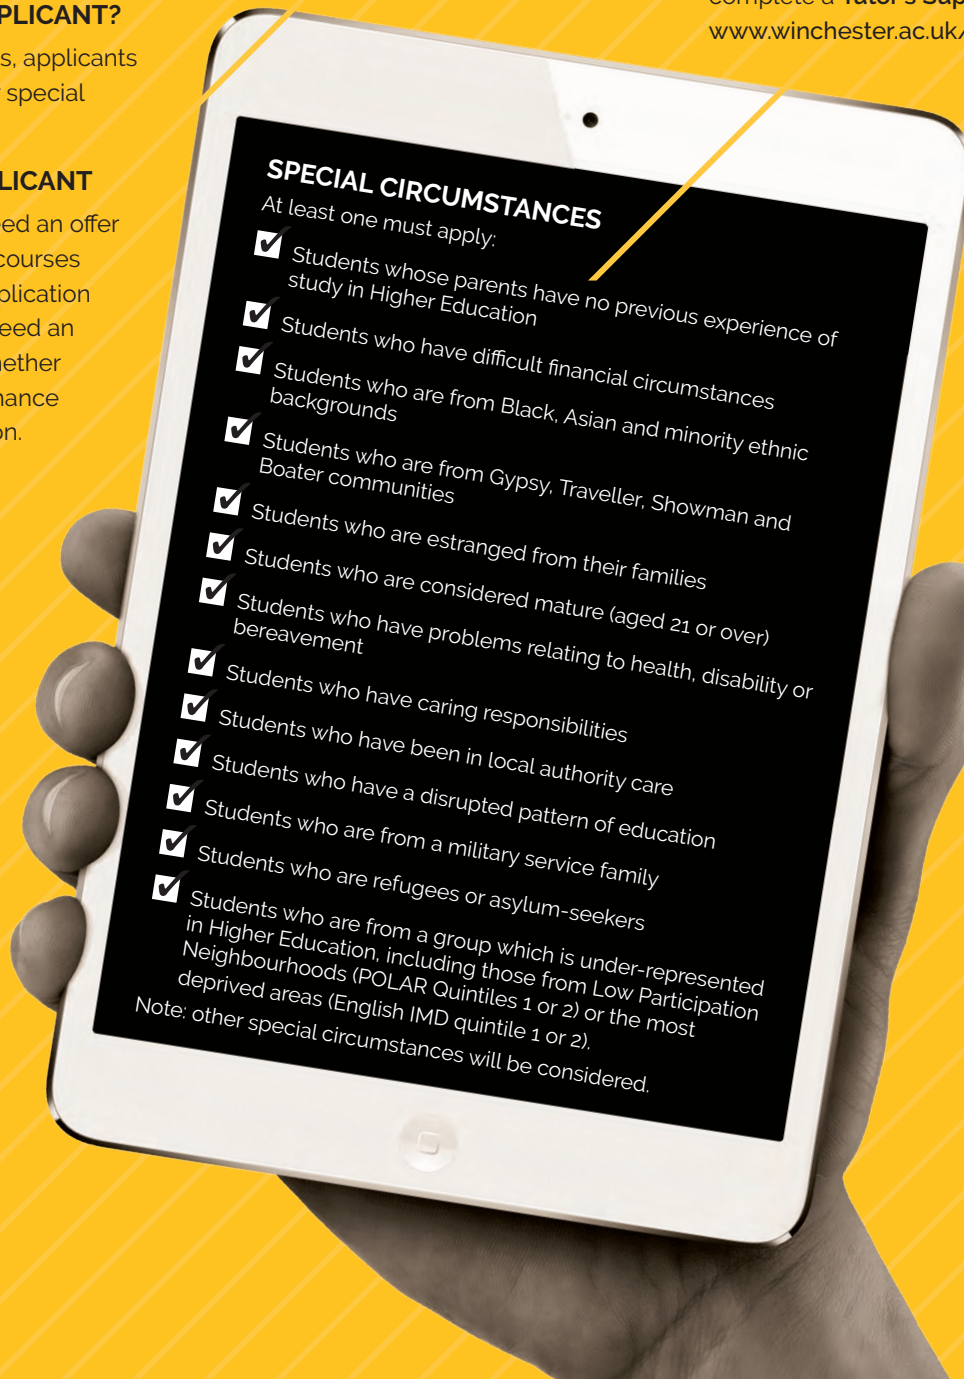 PLICANT?
s, applicants
special
LICANT
eed an offer
courses
plication
eed an
hether
nance
on.
complete a Tutor's Sup
www.winchester.ac.uk/
SPECIAL CIRCUMSTANCES
At least one must apply:
Students whose parents have no previous experience of
study in Higher Education
Students who have difficult financial circumstances
Students who are from Black, Asian and minority ethnic
backgrounds
Students who are from Gypsy, Traveller, Showman and
Boater communities
Students who are estranged from their families
Students who are considered mature (aged 21 or over)
Students who have problems relating to health, disability or
bereavement
Students who have caring responsibilities
Students who have been in local authority care
Students who have a disrupted pattern of education
Students who are from a military service family
Students who are refugees or asylum-seekers
Students who are from a group which is under-represented
in Higher Education, including those from Low Participation
Neighbourhoods (POLAR Quintiles 1 or 2) or the most
deprived areas (English IMD quintile 1 or 2).
Note: other special circumstances will be considered.